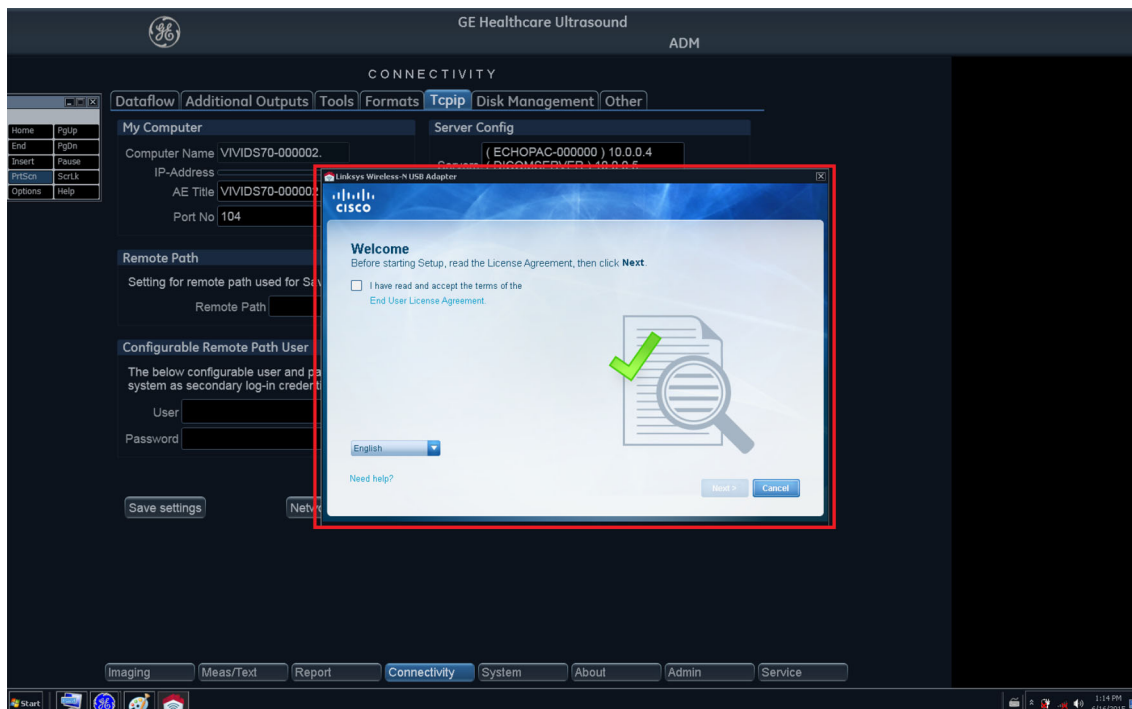 GE Healthcare Ultrasound
ADM
CONNECTIVITY
Dataflow Additional Outputs Tools Formats Tcpip Disk Management Other
Home PgUp
End PgDn
Insert Pause
PrtScn ScrLk
Options Help
My Computer
Computer Name VIVIDS70-000002.
IP-Address
AE Title VIVIDS70-000002
Port No 104
Server Config
( ECHOPAC-000000 ) 10.0.0.4
Remote Path
Setting for remote path used for
Remote Path
Configurable Remote Path User
The below configurable user and
system as secondary log-in
User
Password
Save settings
Linksys Wireless-N USB Adapter
CISCO
Welcome
Before starting Setup, read the License Agreement, then click Next.
I have read and accept the terms of the
End User License Agreement.
English
Need help?
Next >
Cancel
Imaging Meas/Text Report Connectivity System About Admin Service
Start
1:14 PM